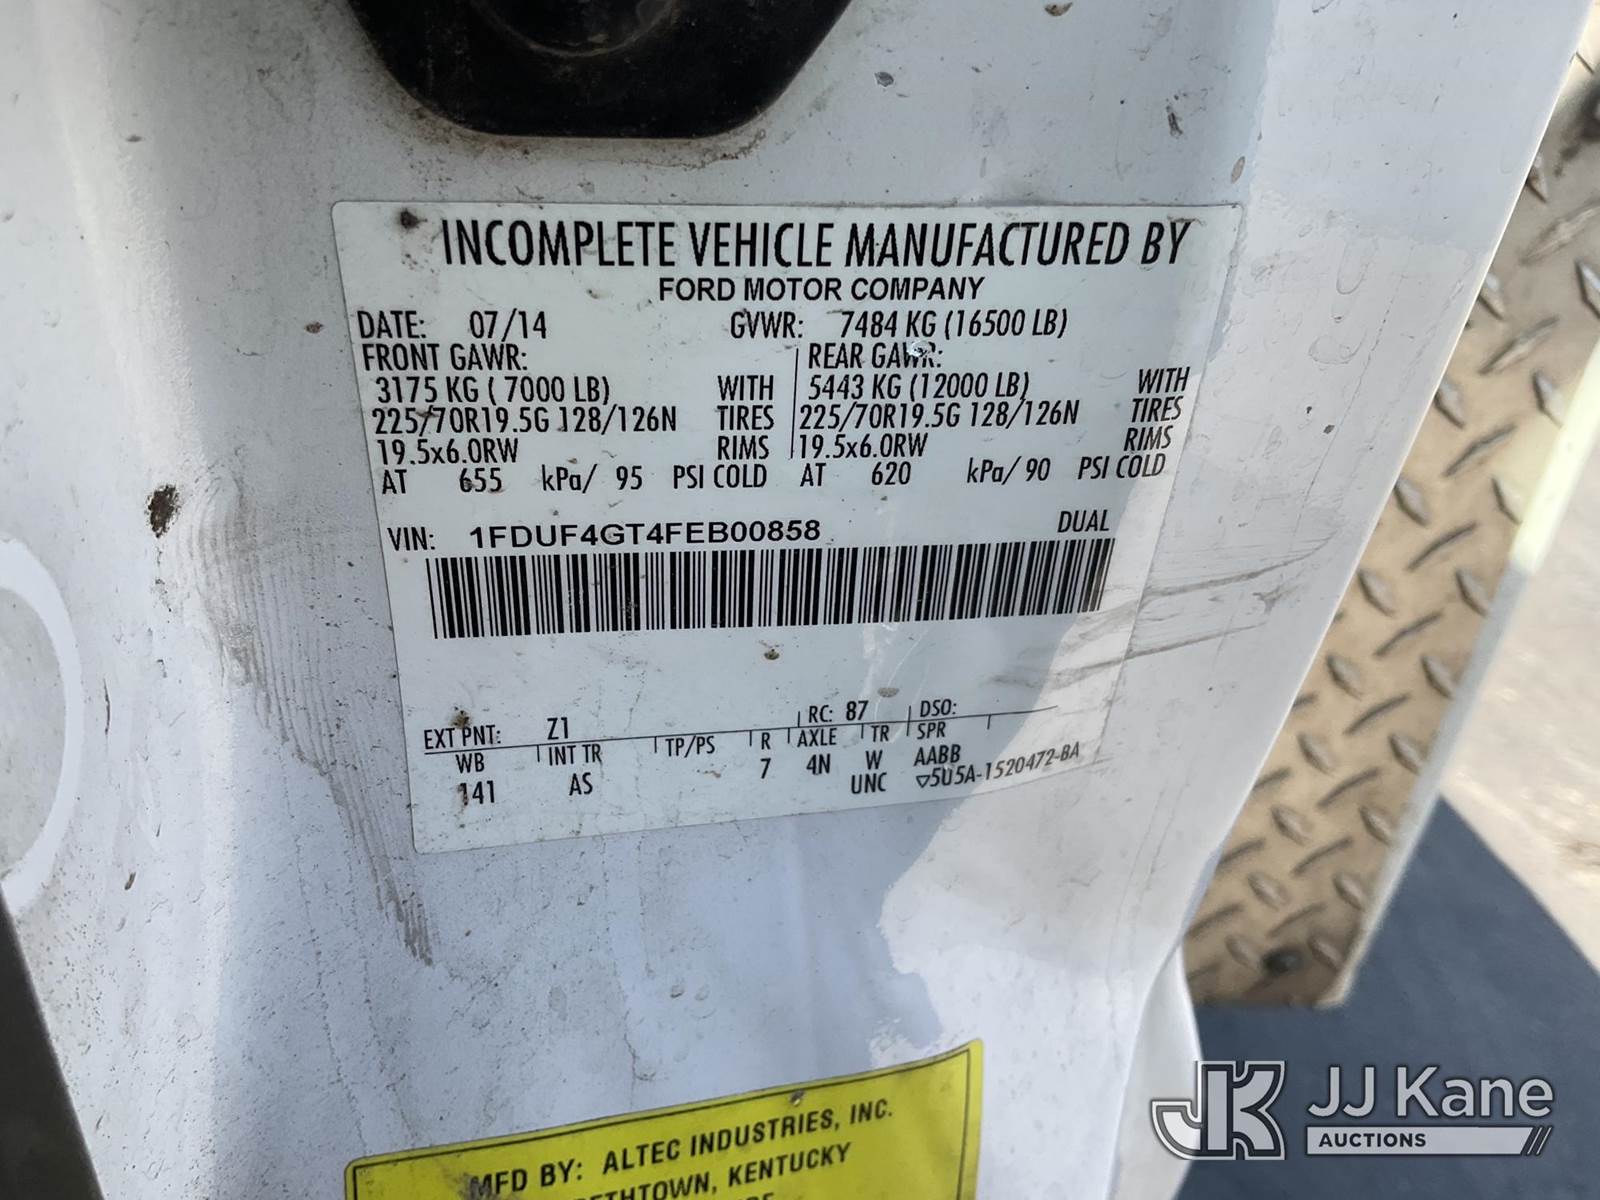 INCOMPLETE VEHICLE MANUFACTURED BY
FORD MOTOR COMPANY
DATE: 07/14 GVWR: 7484 KG (16500 LB)
FRONT GAWR: REAR GAWR:
3175 KG ( 7000 LB) WITH 5443 KG (12000 LB) WITH
225/70R19.5G 128/126N TIRES 225/70R19.5G 128/126N TIRES
19.5x6.0RW RIMS 19.5x6.0RW RIMS
AT 655 kPa/ 95 PSI COLD AT 620 kPa/ 90 PSI COLD
VIN: 1FDUF4GT4FEB00858 DUAL
EXT PNT: Z1 RC: 87 DSO:
WB INT TR TP/PS R AXLE TR SPR
141 AS 7 4N W AABB
UNC ▽5U5A-1520472-BA
MFD BY: ALTEC INDUSTRIES, INC.
KENTUCKY
JK JJ Kane
AUCTIONS